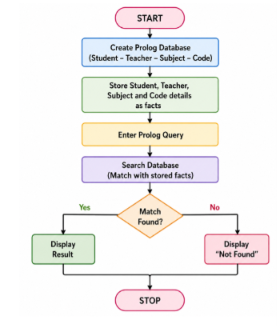 START
Create Prolog Database
(Student – Teacher – Subject – Code)
Store Student, Teacher,
Subject and Code details
as facts
Enter Prolog Query
Search Database
(Match with stored facts)
Match
Found?
Yes
No
Display
Result
Display
"Not Found"
STOP